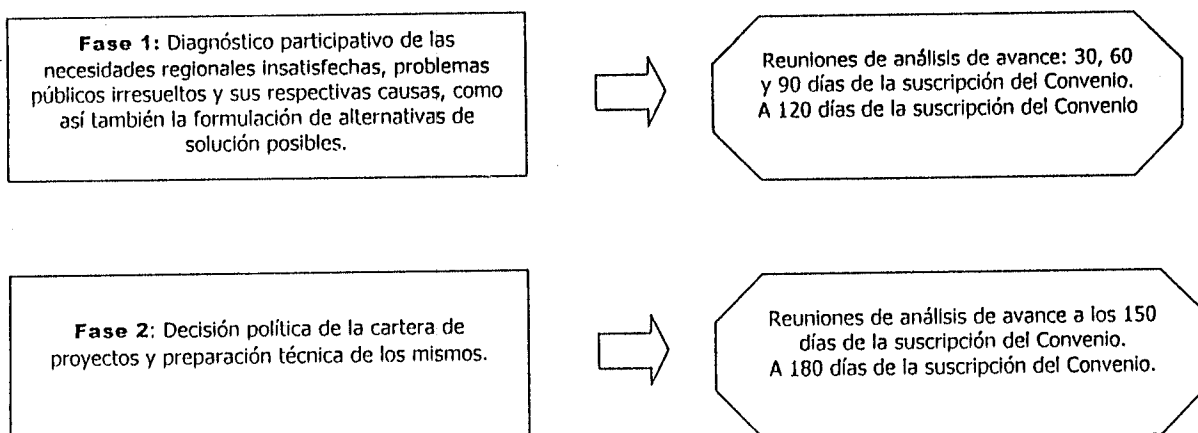 Fase 1: Diagnóstico participativo de las
necesidades regionales insatisfechas, problemas
públicos irresueltos y sus respectivas causas, como
así también la formulación de alternativas de
solución posibles.
Reuniones de análisis de avance: 30, 60
y 90 días de la suscripción del Convenio.
A 120 días de la suscripción del Convenio
Fase 2: Decisión política de la cartera de
proyectos y preparación técnica de los mismos.
Reuniones de análisis de avance a los 150
días de la suscripción del Convenio.
A 180 días de la suscripción del Convenio.